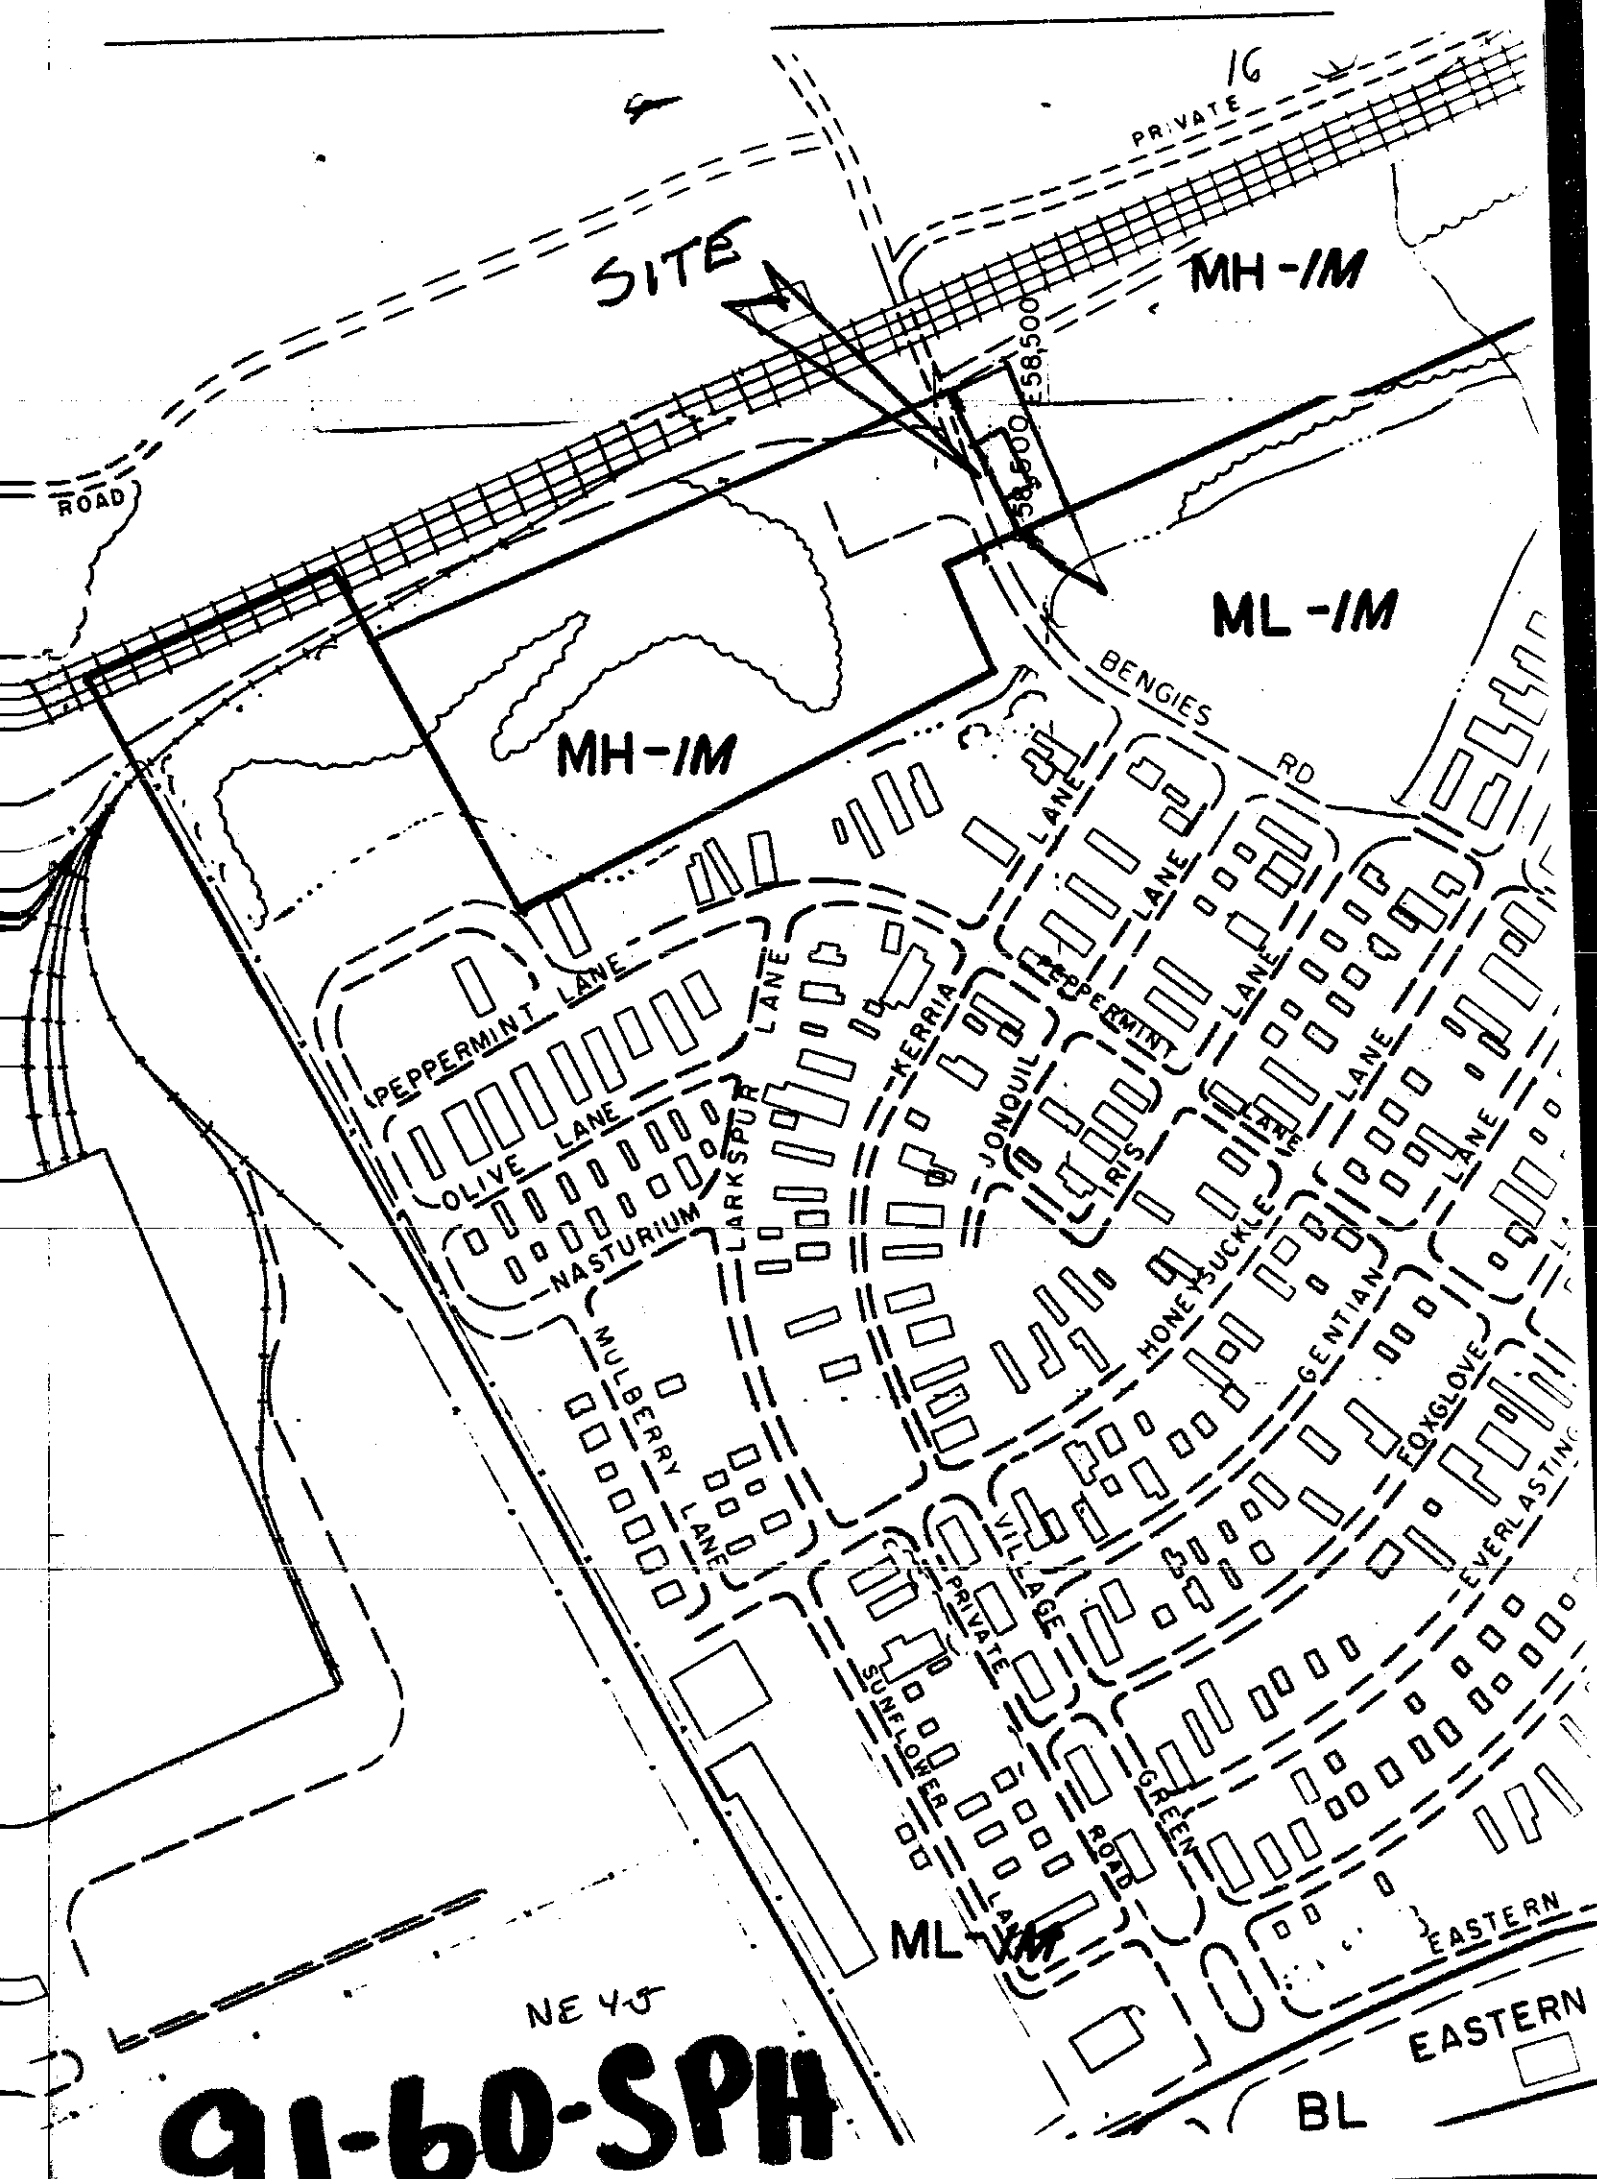 16
PRIVATE
SITE
MH-IM
E58,500
58,500
ROAD
ML-IM
BENGIES
RD
MH-IM
LANE
LANE
LANE
LANE
PEPPERMINT
LANE
PEPPERMINT LANE
LANE
LARKSPUR
KERRIA
JONQUIL
IRIS
LANE
LANE
OLIVE LANE
NASTURIUM
HONEYSUCKLE
GENTIAN
FOXGLOVE
EVERLASTING
MULBERRY
LANE
VILLAGE
PRIVATE
SUNFLOWER
GREEN
ROAD
ML-IM
EASTERN
EASTERN
BL
NE 4-J
91-60-SPH